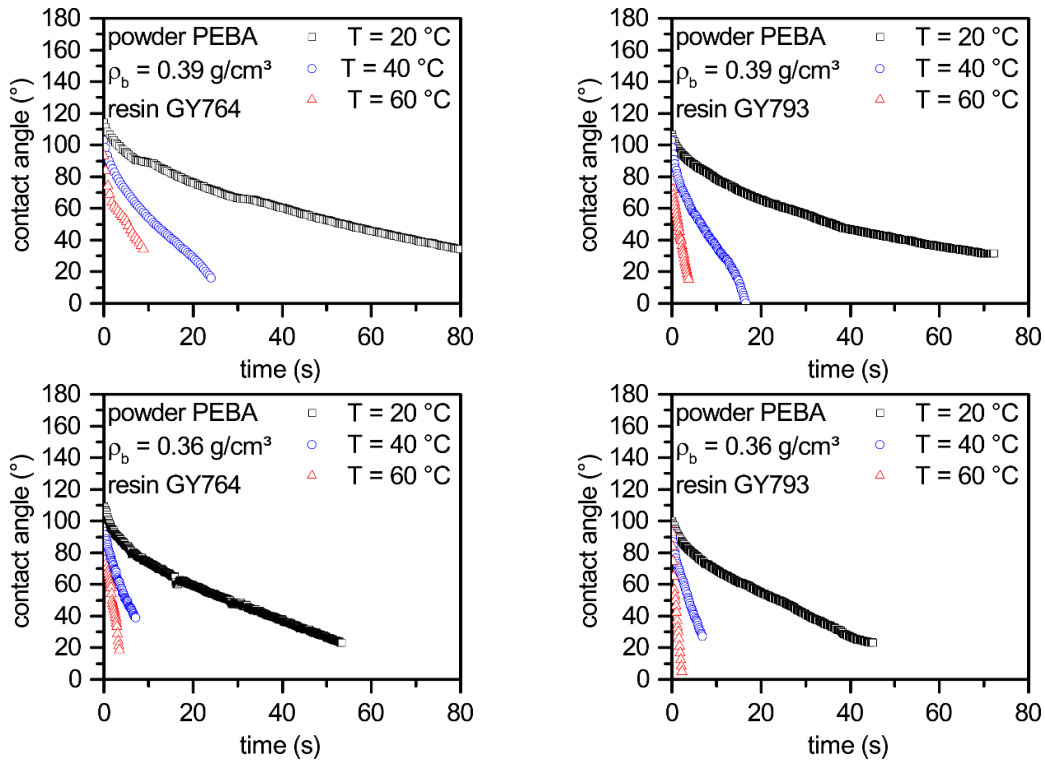 180
160
140
120
100
80
60
40
20
0
contact angle (°)
powder PEBA
ρb = 0.39 g/cm³
resin GY764
T = 20 °C
T = 40 °C
T = 60 °C
0 20 40 60 80
time (s)
180
160
140
120
100
80
60
40
20
0
contact angle (°)
powder PEBA
ρb = 0.39 g/cm³
resin GY793
T = 20 °C
T = 40 °C
T = 60 °C
0 20 40 60 80
time (s)
180
160
140
120
100
80
60
40
20
0
contact angle (°)
powder PEBA
ρb = 0.36 g/cm³
resin GY764
T = 20 °C
T = 40 °C
T = 60 °C
0 20 40 60 80
time (s)
180
160
140
120
100
80
60
40
20
0
contact angle (°)
powder PEBA
ρb = 0.36 g/cm³
resin GY793
T = 20 °C
T = 40 °C
T = 60 °C
0 20 40 60 80
time (s)